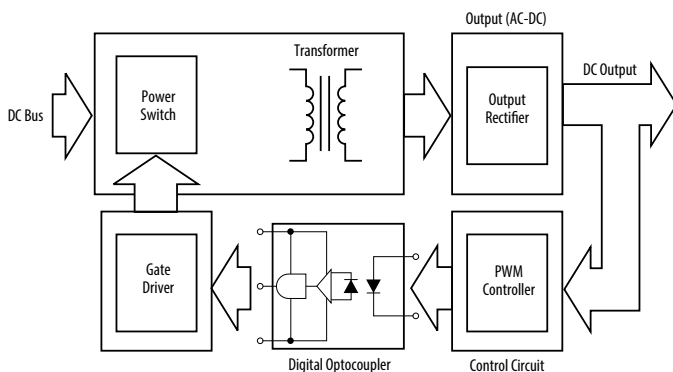 Output (AC-DC)
Transformer
DC Output
Power
Switch
Output
Rectifier
DC Bus
Gate
Driver
PWM
Controller
Digital Optocoupler
Control Circuit